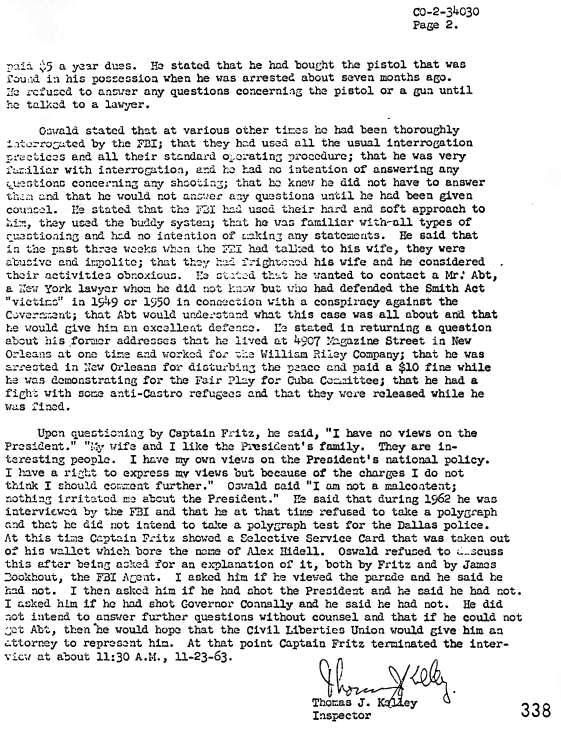 CO-2-34030
Page 2.
paid $5 a year dues. He stated that he had bought the pistol that was
found in his possession when he was arrested about seven months ago.
He refused to answer any questions concerning the pistol or a gun until
he talked to a lawyer.
Oswald stated that at various other times he had been thoroughly
interrogated by the FBI; that they had used all the usual interrogation
practices and all their standard operating procedure; that he was very
familiar with interrogation, and he had no intention of answering any
questions concerning any shooting; that he knew he did not have to answer
them and that he would not answer any questions until he had been given
counsel. He stated that the FBI had used their hard and soft approach to
him, they used the buddy system; that he was familiar with all types of
questioning and had no intention of making any statements. He said that
in the past three weeks when the FBI had talked to his wife, they were
abusive and impolite; that they had frightened his wife and he considered
their activities obnoxious. He stated that he wanted to contact a Mr. Abt,
a New York lawyer whom he did not know but who had defended the Smith Act
"victims" in 1949 or 1950 in connection with a conspiracy against the
Government; that Abt would understand what this case was all about and that
he would give him an excellent defense. He stated in returning a question
about his former addresses that he lived at 4907 Magazine Street in New
Orleans at one time and worked for the William Riley Company; that he was
arrested in New Orleans for disturbing the peace and paid a $10 fine while
he was demonstrating for the Fair Play for Cuba Committee; that he had a
fight with some anti-Castro refugees and that they were released while he
was fined.
Upon questioning by Captain Fritz, he said, "I have no views on the
President." "My wife and I like the President's family. They are in-
teresting people. I have my own views on the President's national policy.
I have a right to express my views but because of the charges I do not
think I should comment further." Oswald said "I am not a malcontent;
nothing irritated me about the President." He said that during 1962 he was
interviewed by the FBI and that he at that time refused to take a polygraph
and that he did not intend to take a polygraph test for the Dallas police.
At this time Captain Fritz showed a Selective Service Card that was taken out
of his wallet which bore the name of Alex Hidell. Oswald refused to discuss
this after being asked for an explanation of it, both by Fritz and by James
Bookhout, the FBI Agent. I asked him if he viewed the parade and he said he
had not. I then asked him if he had shot the President and he said he had not.
I asked him if he had shot Governor Connally and he said he had not. He did
not intend to answer further questions without counsel and that if he could not
get Abt, then he would hope that the Civil Liberties Union would give him an
attorney to represent him. At that point Captain Fritz terminated the inter-
view at about 11:30 A.M., 11-23-63.
Thomas J. Kelley
Thomas J. Kelley
Inspector
338